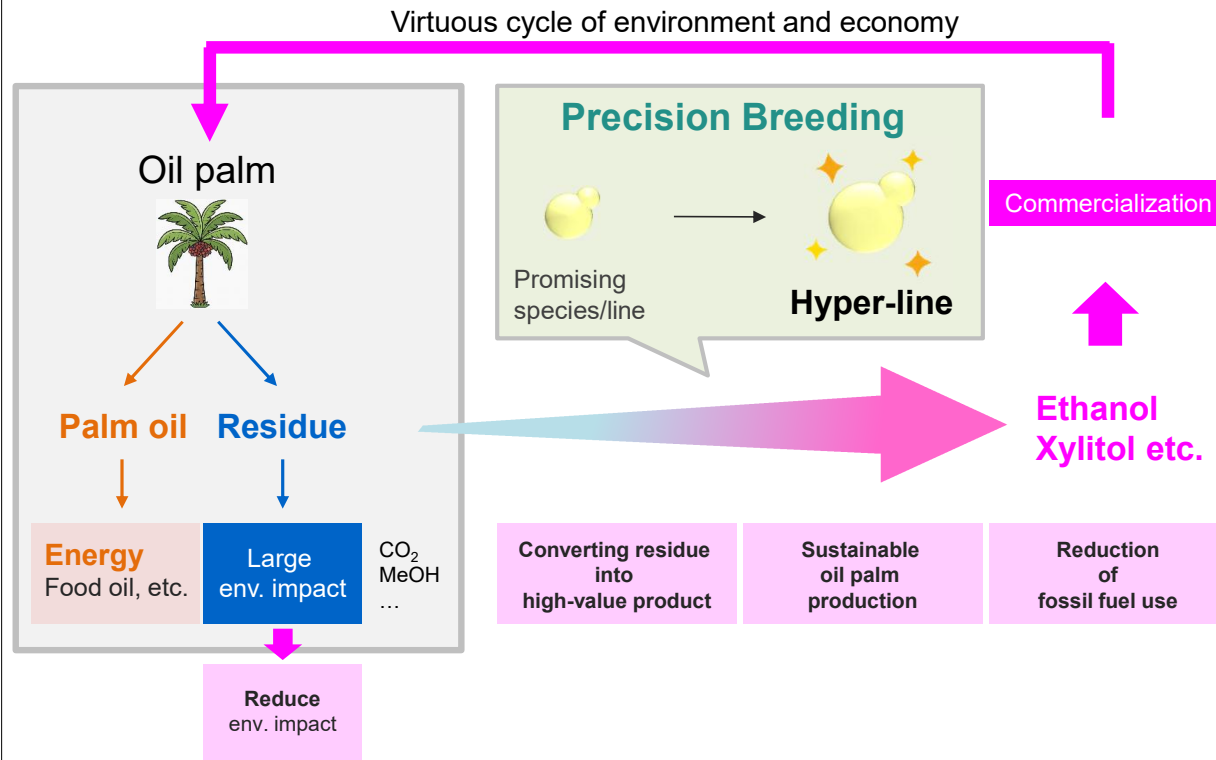 Virtuous cycle of environment and economy
Oil palm
Palm oil
Residue
Energy
Food oil, etc.
Large
env. impact
CO₂
MeOH
…
Reduce
env. impact
Precision Breeding
Promising
species/line
Hyper-line
Commercialization
Ethanol
Xylitol etc.
Converting residue
into
high-value product
Sustainable
oil palm
production
Reduction
of
fossil fuel use